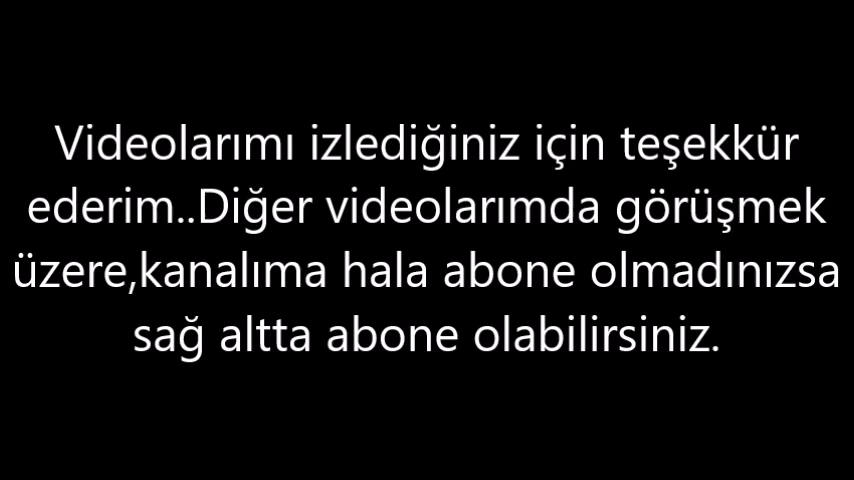 Videolarımı izlediğiniz için teşekkür
ederim..Diğer videolarımda görüşmek
üzere,kanalıma hala abone olmadınızsa
sağ altta abone olabilirsiniz.